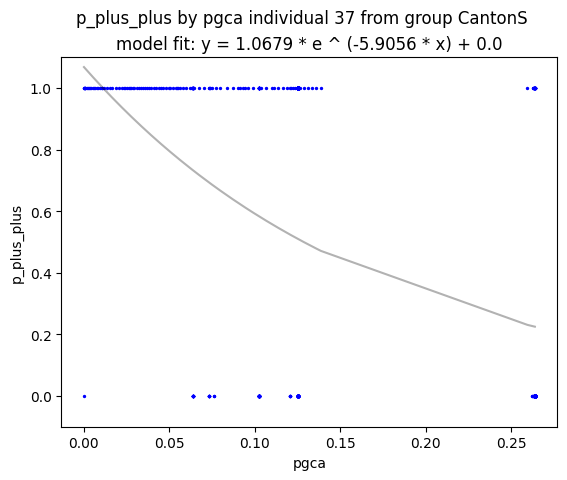 p_plus_plus by pgca individual 37 from group CantonS
model fit: y = 1.0679 * e ^ (-5.9056 * x) + 0.0
1.0
0.8
0.6
0.4
0.2
0.0
p_plus_plus
0.00 0.05 0.10 0.15 0.20 0.25
pgca